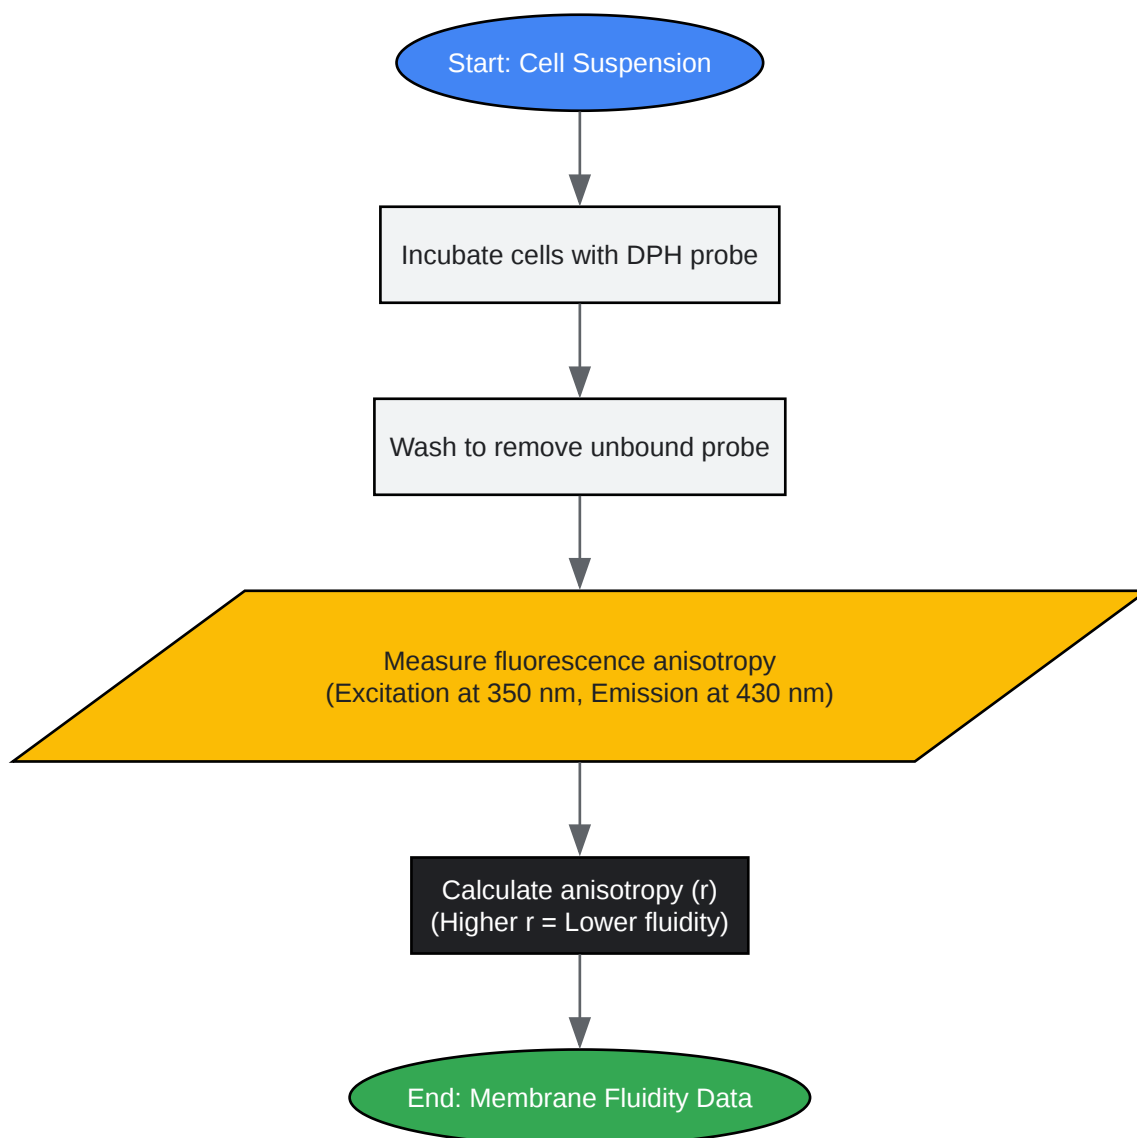 Start: Cell Suspension
Incubate cells with DPH probe
Wash to remove unbound probe
Measure fluorescence anisotropy
(Excitation at 350 nm, Emission at 430 nm)
Calculate anisotropy (r)
(Higher r = Lower fluidity)
End: Membrane Fluidity Data